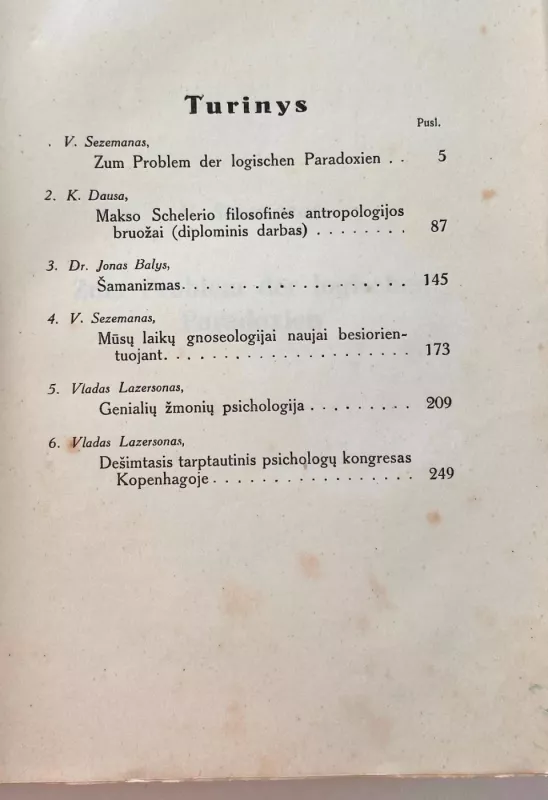 Turinys
Pusl.
. V. Sezemanas,
Zum Problem der logischen Paradoxien . . 5
2. K. Dausa,
Makso Schelerio filosofinės antropologijos
bruožai (diplominis darbas) . . . . . . . . 87
3. Dr. Jonas Balys,
Šamanizmas. . . . . . . . . . . . . . . . . . 145
4. V. Sezemanas,
Mūsų laikų gnoseologijai naujai besiorien-
tuojant. . . . . . . . . . . . . . . . . . . . 173
5. Vladas Lazersonas,
Genialių žmonių psichologija . . . . . . . . . 209
6. Vladas Lazersonas,
Dešimtasis tarptautinis psichologų kongresas
Kopenhagoje . . . . . . . . . . . . . . . . . 249